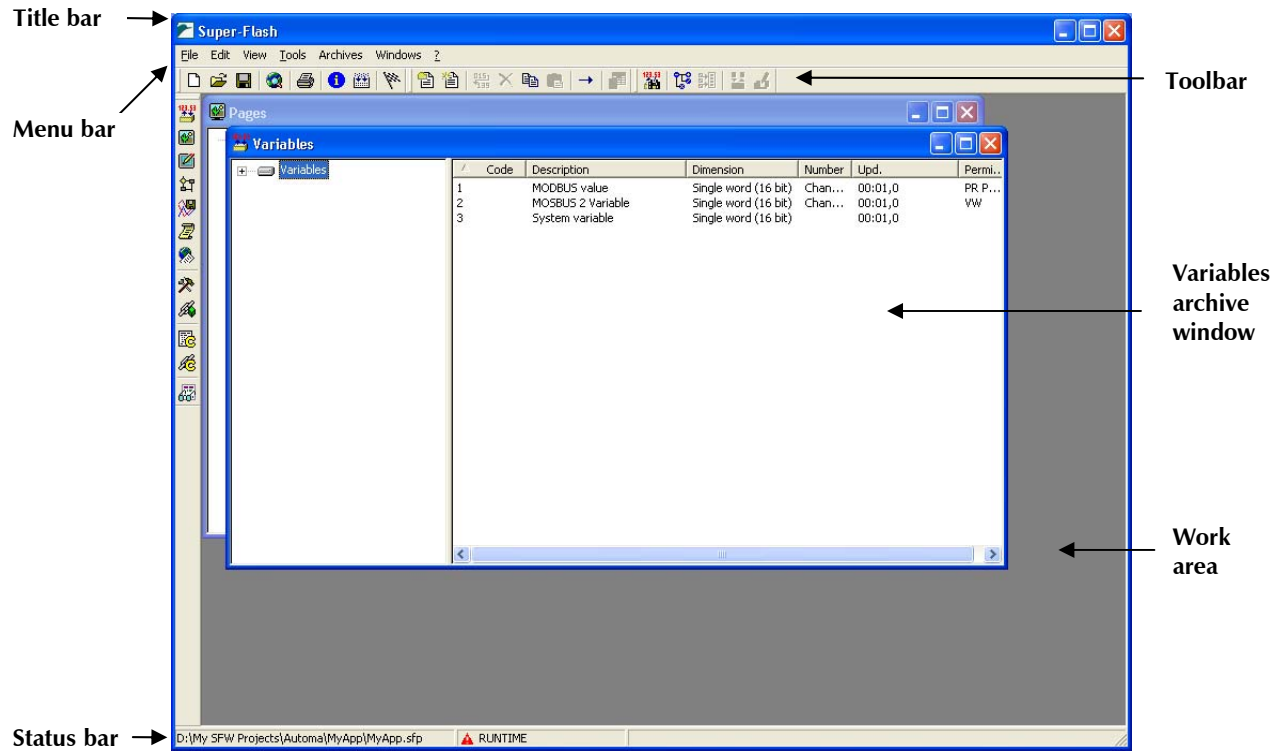 Title bar
Super-Flash
File Edit View Tools Archives Windows ?
Toolbar
Menu bar
Pages
Variables
Variables
Code Description Dimension Number Upd. Permi..
1 MODBUS value Single word (16 bit) Chan... 00:01,0 PR P...
2 MOSBUS 2 Variable Single word (16 bit) Chan... 00:01,0 VW
3 System variable Single word (16 bit) 00:01,0
Variables
archive
window
Work
area
Status bar
D:\My SFW Projects\Automa\MyApp\MyApp.sfp RUNTIME